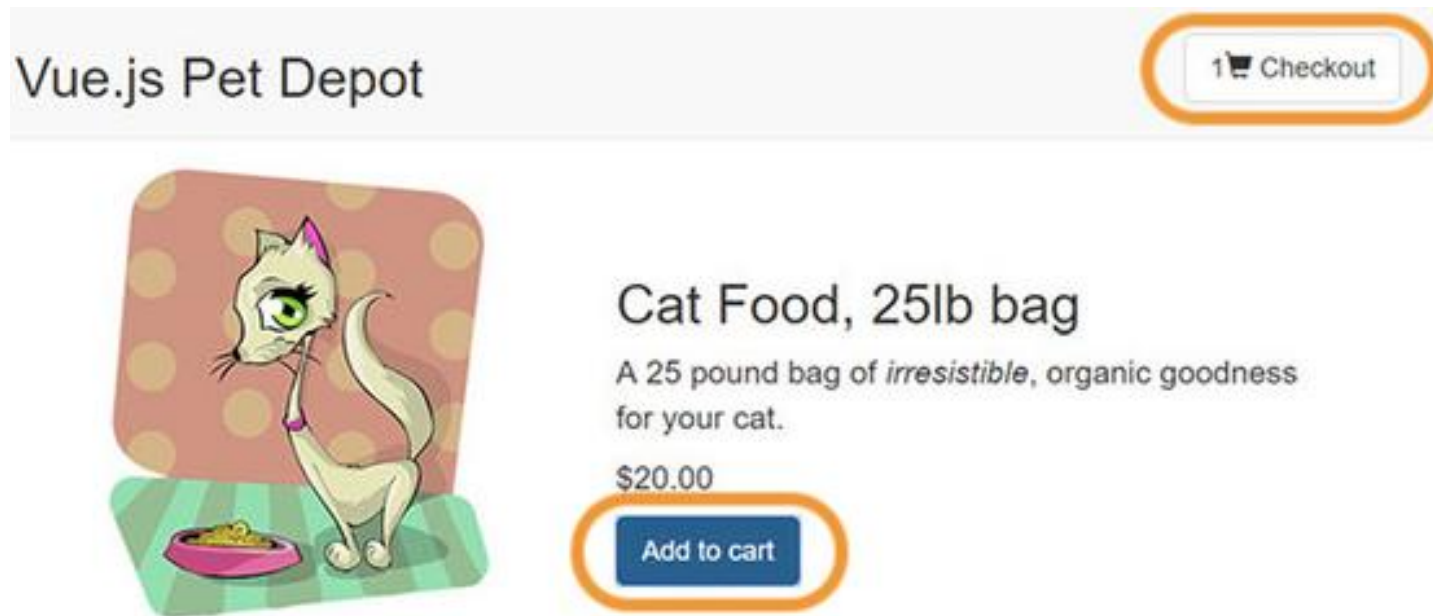 Vue.js Pet Depot
1 Checkout
Cat Food, 25lb bag
A 25 pound bag of irresistible, organic goodness
for your cat.
$20.00
Add to cart